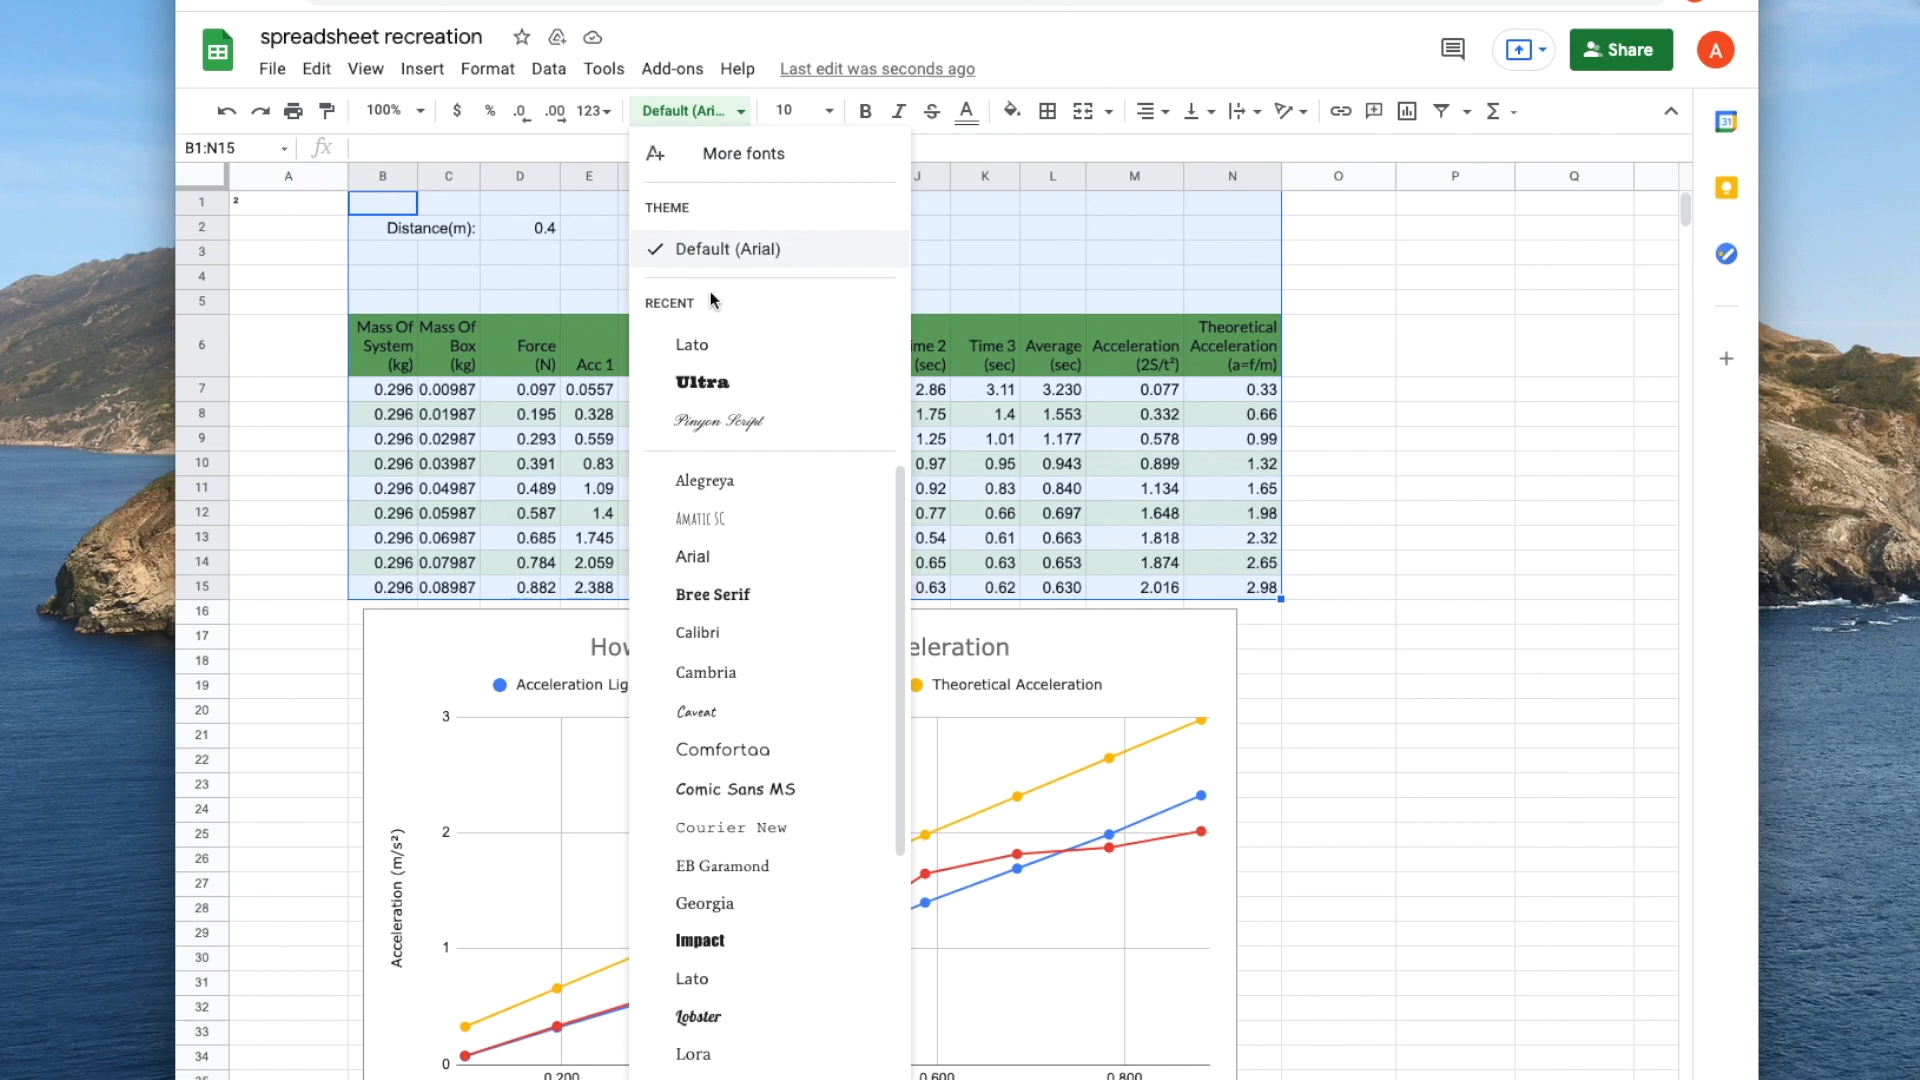 spreadsheet recreation
File Edit View Insert Format Data Tools Add-ons Help Last edit was seconds ago
Share
A
100% $ % .0 .00 123 Default (Ari... 10 B I S A
31
B1:N15 fx
More fonts
A B C D E J K L M N O P Q
THEME
Default (Arial)
RECENT
Lato
Ultra
Pinyon Script
Alegreya
AMATIC SC
Arial
Bree Serif
Calibri
Cambria
Caveat
Comfortaa
Comic Sans MS
Courier New
EB Garamond
Georgia
Impact
Lato
Lobster
Lora
1 2
2 Distance(m): 0.4
3
4
5
6 Mass Of System (kg) Mass Of Box (kg) Force (N) Acc 1 ime 2 (sec) Time 3 (sec) Average (sec) Acceleration (2S/t²) Theoretical Acceleration (a=f/m)
7 0.296 0.00987 0.097 0.0557 2.86 3.11 3.230 0.077 0.33
8 0.296 0.01987 0.195 0.328 1.75 1.4 1.553 0.332 0.66
9 0.296 0.02987 0.293 0.559 1.25 1.01 1.177 0.578 0.99
10 0.296 0.03987 0.391 0.83 0.97 0.95 0.943 0.899 1.32
11 0.296 0.04987 0.489 1.09 0.92 0.83 0.840 1.134 1.65
12 0.296 0.05987 0.587 1.4 0.77 0.66 0.697 1.648 1.98
13 0.296 0.06987 0.685 1.745 0.54 0.61 0.663 1.818 2.32
14 0.296 0.07987 0.784 2.059 0.65 0.63 0.653 1.874 2.65
15 0.296 0.08987 0.882 2.388 0.63 0.62 0.630 2.016 2.98
16
17
18
19
20
21
22
23
24
25
26
27
28
29
30
31
32
33
34
How eleration
Acceleration Lig Theoretical Acceleration
3
2
1
0
Acceleration (m/s²)
0.200 0.600 0.800